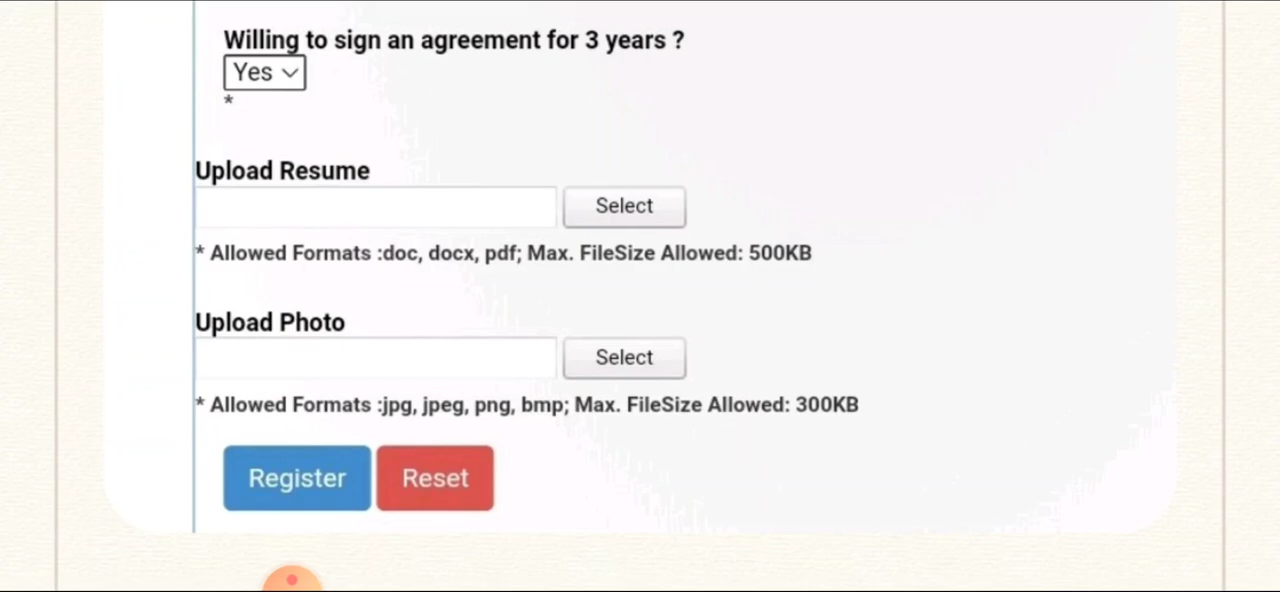 Willing to sign an agreement for 3 years ?
Yes
*
Upload Resume
Select
* Allowed Formats :doc, docx, pdf; Max. FileSize Allowed: 500KB
Upload Photo
Select
* Allowed Formats :jpg, jpeg, png, bmp; Max. FileSize Allowed: 300KB
Register Reset